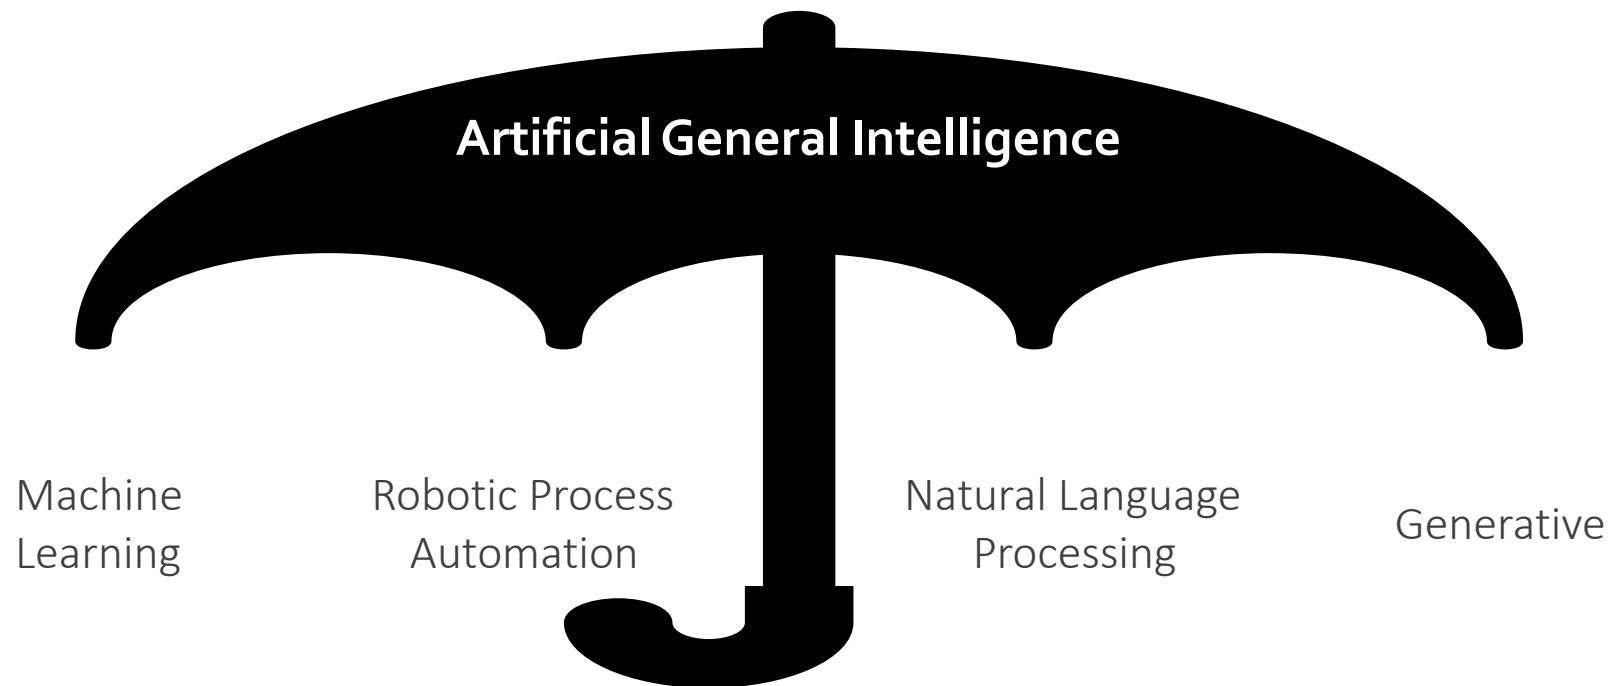 Artificial General Intelligence
Machine
Learning
Robotic Process
Automation
Natural Language
Processing
Generative